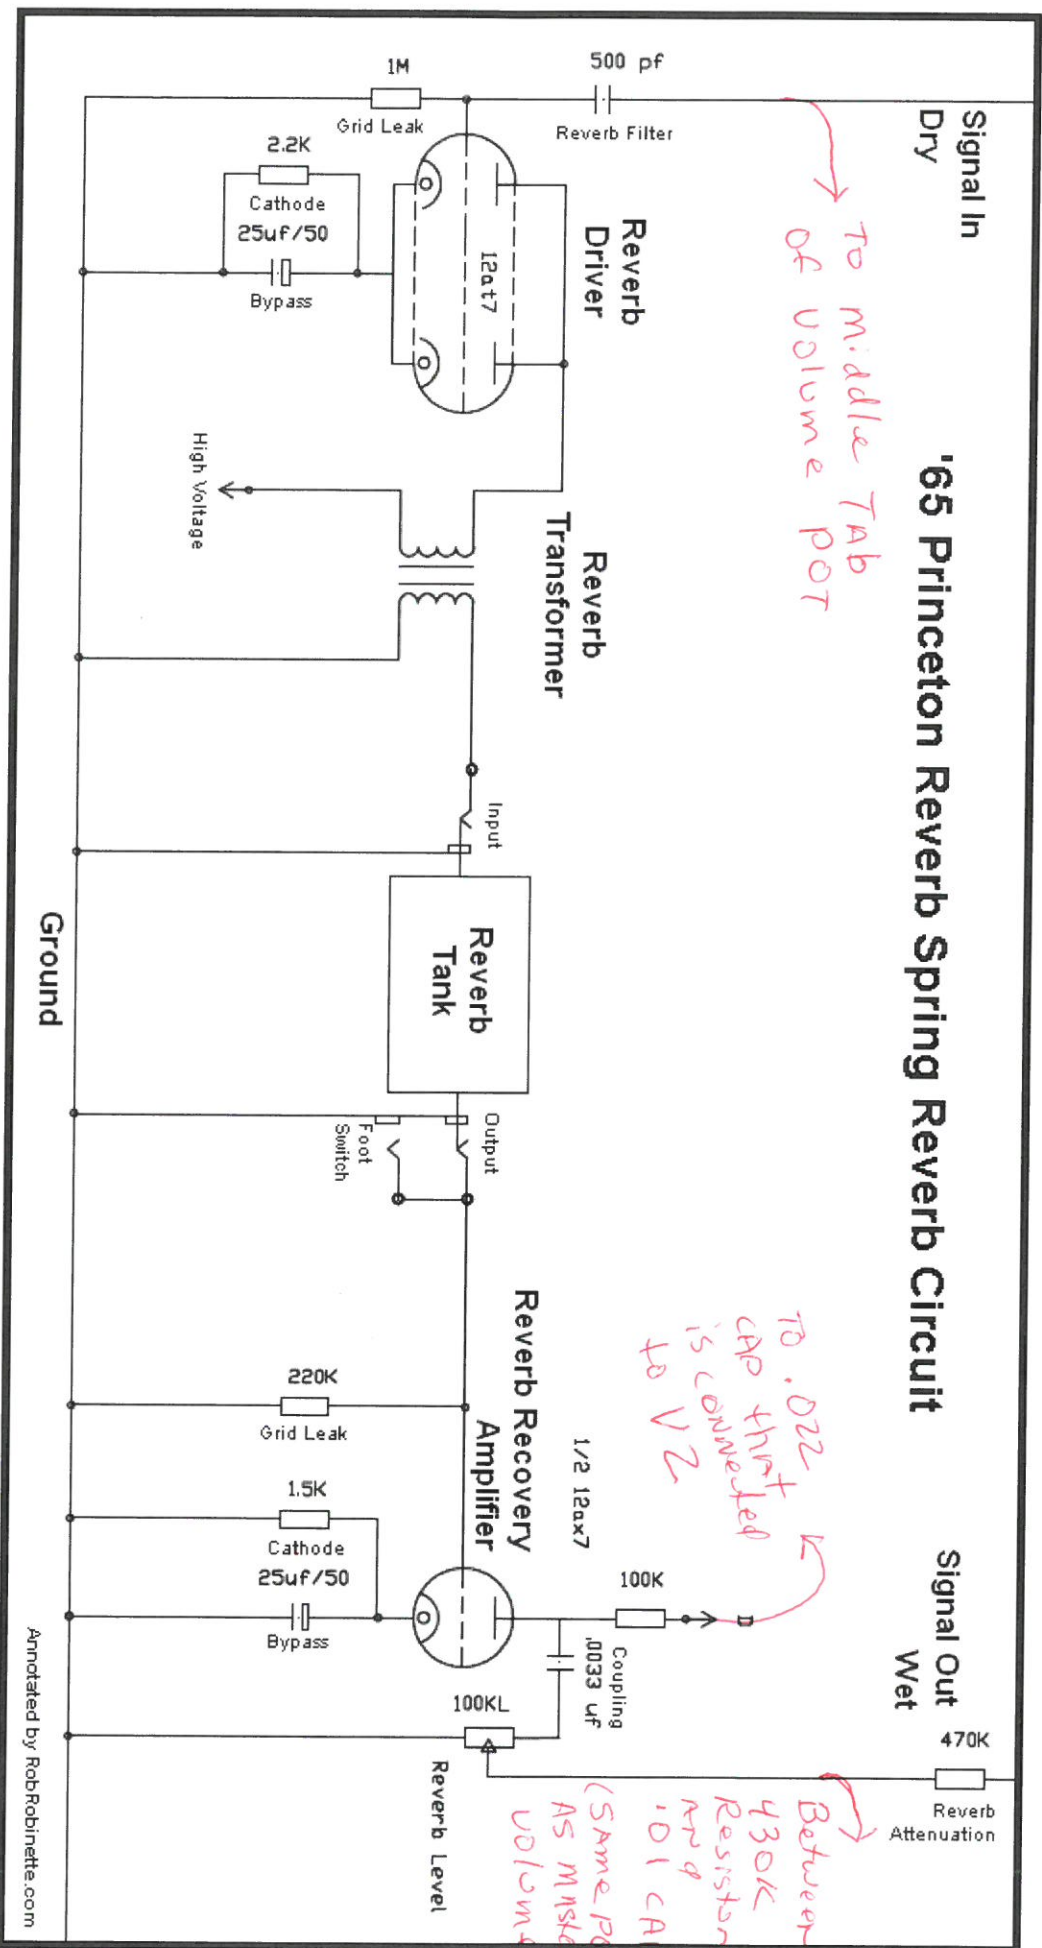 '65 Princeton Reverb Spring Reverb Circuit
Signal In
Dry
To middle TAb
of volume poT
500 pf
Reverb Filter
1M
Grid Leak
2.2K
Cathode
25uf/50
Bypass
Reverb
Driver
12at7
High Voltage
Reverb
Transformer
Input
Reverb
Tank
Output
Foot
Switch
Ground
220K
Grid Leak
Reverb Recovery
Amplifier
1/2 12ax7
1.5K
Cathode
25uf/50
Bypass
100K
To .022
CAP thAt
is connected
to V2
Coupling
.0033 uf
100KL
Reverb Level
Signal Out
Wet
470K
Reverb
Attenuation
Between
430K
Resistor
And
.01 CA
(SAme po
As mAste
volume
Annotated by RobRobinette.com